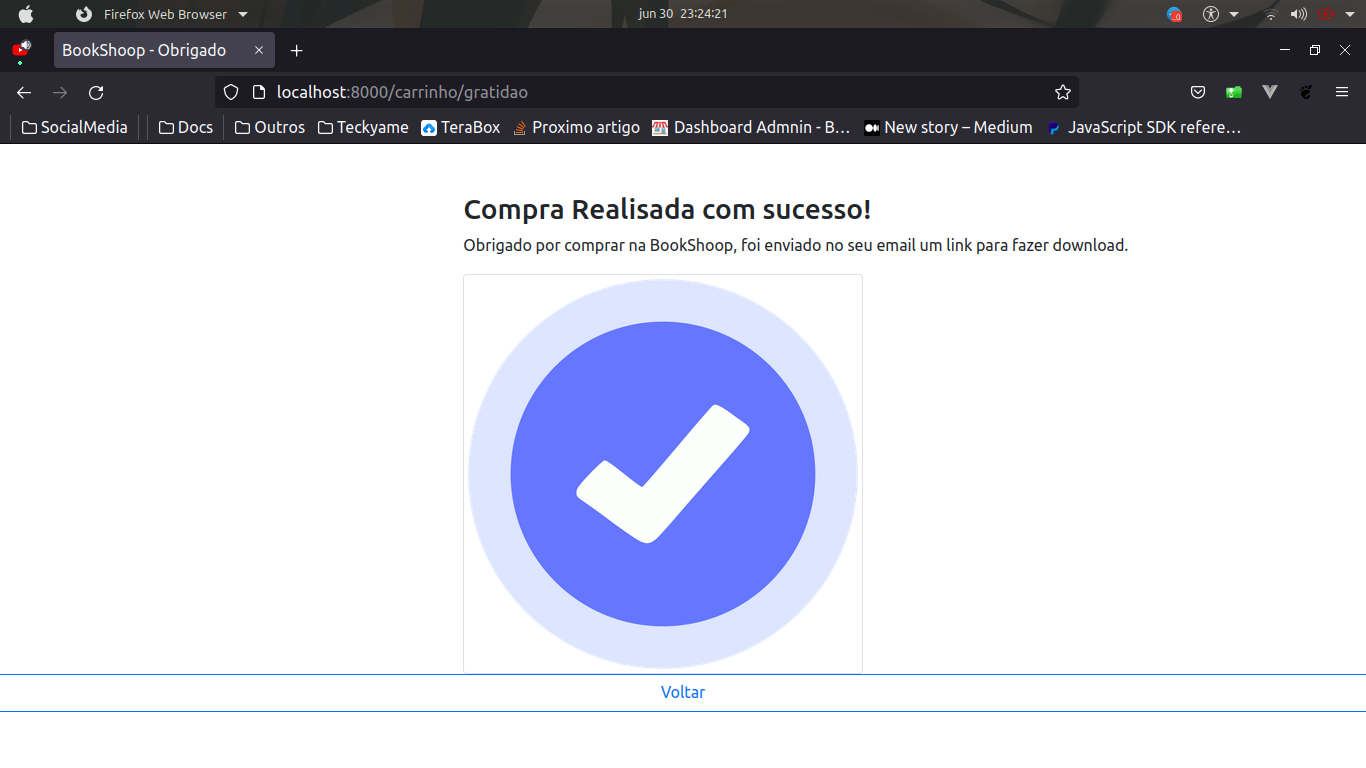 Firefox Web Browser
jun 30 23:24:21
BookShoop - Obrigado
localhost:8000/carrinho/gratidao
SocialMedia Docs Outros Teckyame TeraBox Proximo artigo Dashboard Admnin - B... New story – Medium JavaScript SDK refere...
Compra Realisada com sucesso!
Obrigado por comprar na BookShoop, foi enviado no seu email um link para fazer download.
Voltar